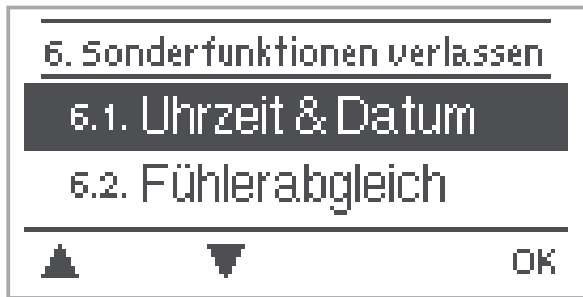 6. Sonderfunktionen verlassen
6.1. Uhrzeit & Datum
6.2. Fühlerabgleich
OK